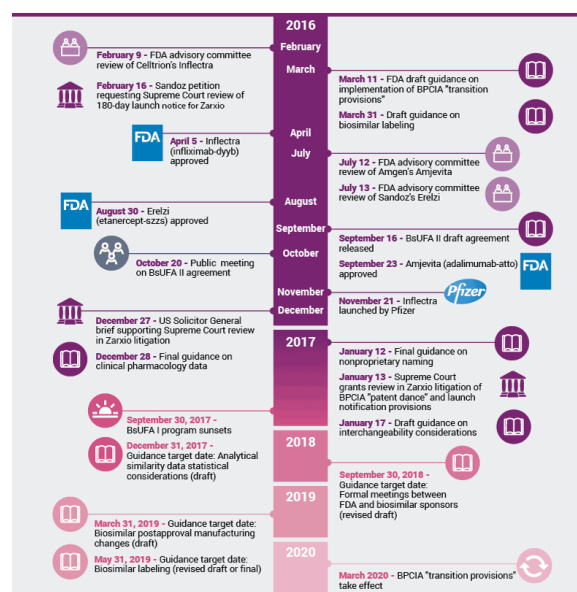 2016
February
February 9 - FDA advisory committee
review of Celltrion's Inflectra
February 16 - Sandoz petition
requesting Supreme Court review of
180-day launch notice for Zarxio
March
March 11 - FDA draft guidance on
implementation of BPCIA "transition
provisions"
March 31 - Draft guidance on
biosimilar labeling
April
FDA
April 5 - Inflectra
(infliximab-dyyb)
approved
July
July 12 - FDA advisory committee
review of Amgen's Amjevita
July 13 - FDA advisory committee
review of Sandoz's Erelzi
August
FDA
August 30 - Erelzi
(etanercept-szzs) approved
September
September 16 - BsUFA II draft agreement
released
September 23 - Amjevita (adalimumab-atto)
approved
FDA
October
October 20 - Public meeting
on BsUFA II agreement
November
November 21 - Inflectra
launched by Pfizer
Pfizer
December
December 27 - US Solicitor General
brief supporting Supreme Court review
in Zarxio litigation
December 28 - Final guidance on
clinical pharmacology data
2017
January 12 - Final guidance on
nonproprietary naming
January 13 - Supreme Court
grants review in Zarxio litigation of
BPCIA "patent dance" and launch
notification provisions
January 17 - Draft guidance on
interchangeability considerations
September 30, 2017 -
BsUFA I program sunsets
December 31, 2017 -
Guidance target date: Analytical
similarity data statistical
considerations (draft)
2018
September 30, 2018 -
Guidance target date:
Formal meetings between
FDA and biosimilar sponsors
(revised draft)
2019
March 31, 2019 - Guidance target date:
Biosimilar postapproval manufacturing
changes (draft)
May 31, 2019 - Guidance target date:
Biosimilar labeling (revised draft or final)
2020
March 2020 - BPCIA "transition provisions"
take effect